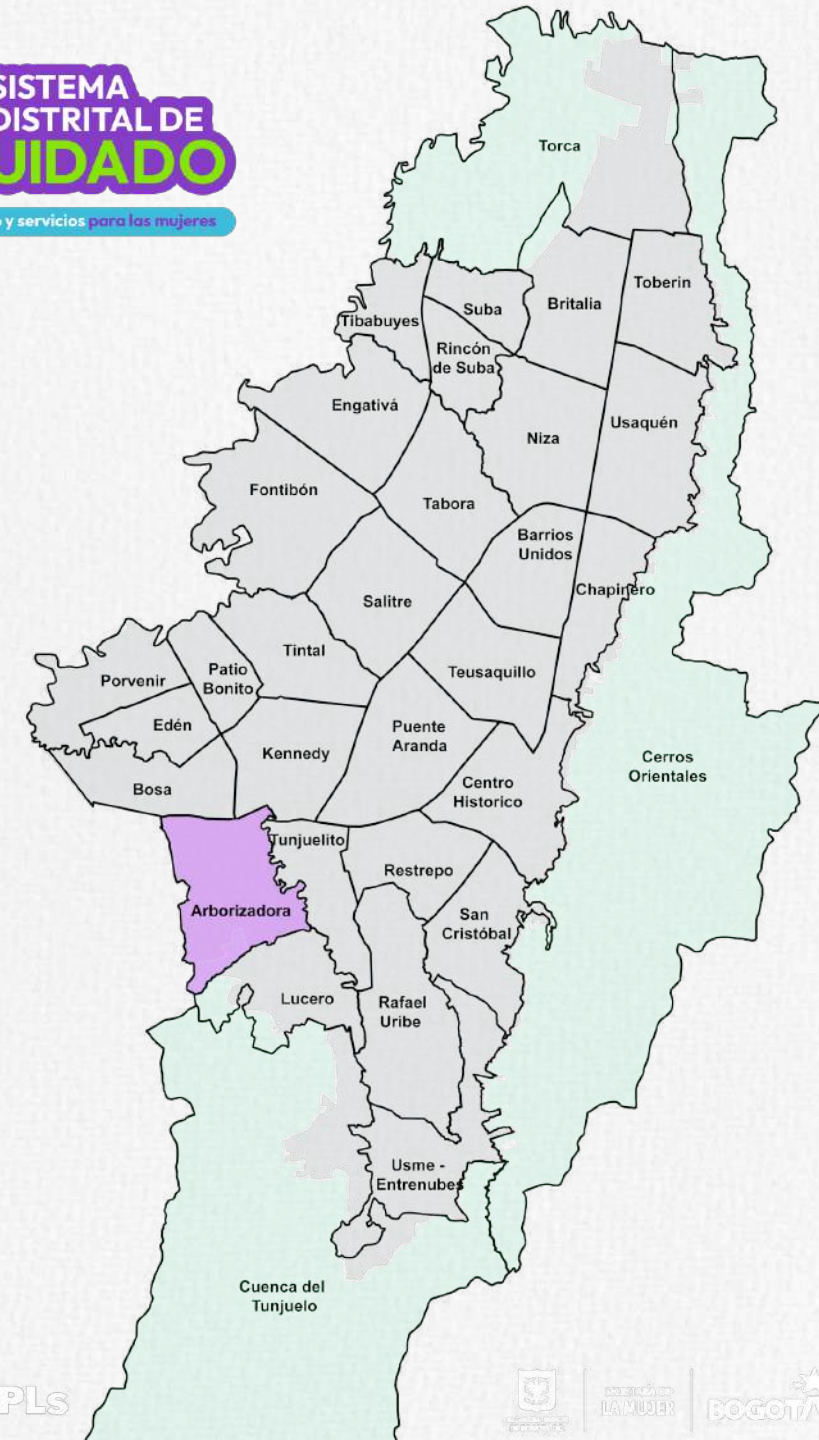 SISTEMA
DISTRITAL DE
UIDADO
y servicios para las mujeres
Torca
Toberin
Britalia
Suba
Tibabuyes
Rincón
de Suba
Engativá
Usaquén
Niza
Fontibón
Tabora
Barrios
Unidos
Chapinero
Salitre
Tintal
Teusaquillo
Patio
Bonito
Porvenir
Edén
Puente
Aranda
Kennedy
Cerros
Orientales
Centro
Historico
Bosa
Tunjuelito
Restrepo
Arborizadora
San
Cristóbal
Lucero
Rafael
Uribe
Usme -
Entrenubes
Cuenca del
Tunjuelo
PLs
LA MUJER
BOGOT